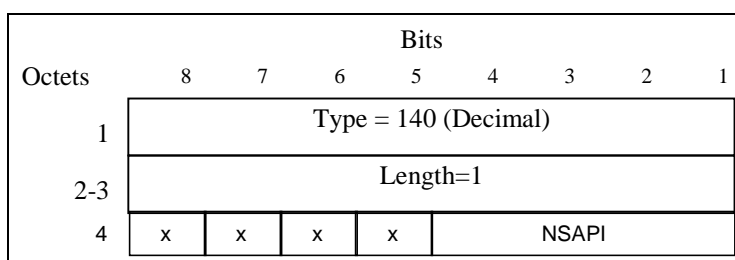 Bits
Octets 8 7 6 5 4 3 2 1
1 Type = 140 (Decimal)
2-3 Length=1
4 x x x x NSAPI